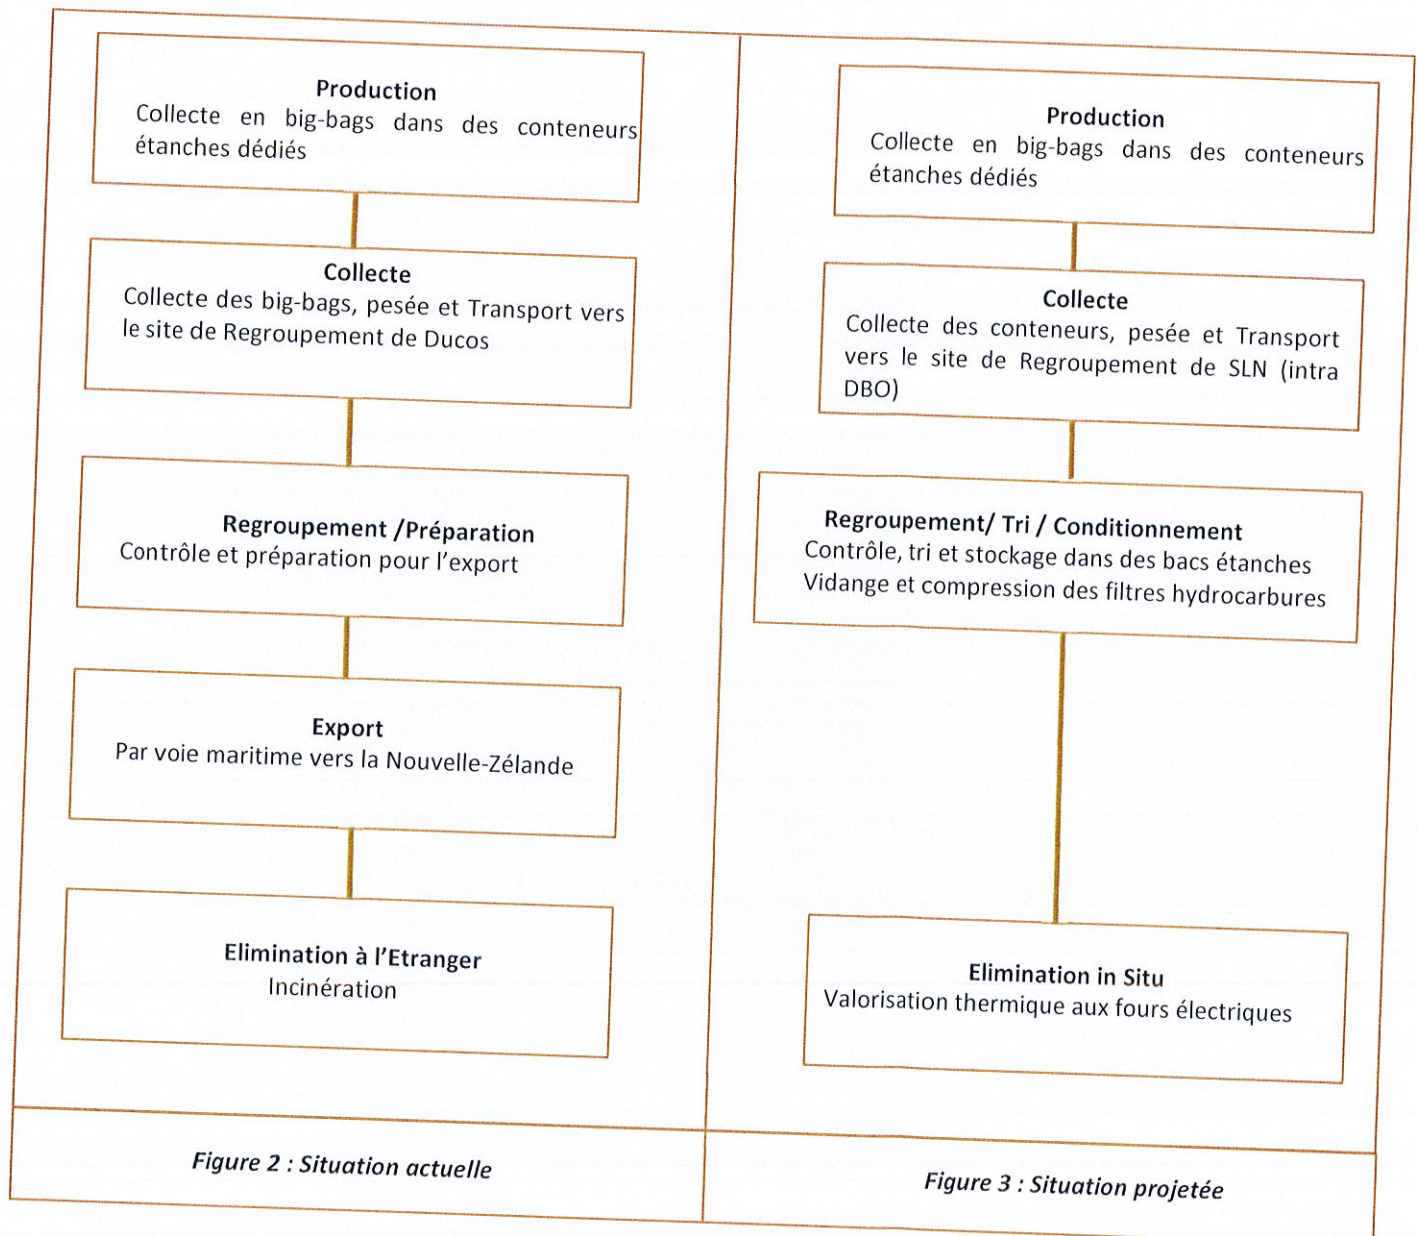 Production
Collecte en big-bags dans des conteneurs
étanches dédiés
Collecte
Collecte des big-bags, pesée et Transport vers
le site de Regroupement de Ducos
Regroupement /Préparation
Contrôle et préparation pour l'export
Export
Par voie maritime vers la Nouvelle-Zélande
Elimination à l'Etranger
Incinération
Figure 2 : Situation actuelle
Production
Collecte en big-bags dans des conteneurs
étanches dédiés
Collecte
Collecte des conteneurs, pesée et Transport
vers le site de Regroupement de SLN (intra
DBO)
Regroupement/ Tri / Conditionnement
Contrôle, tri et stockage dans des bacs étanches
Vidange et compression des filtres hydrocarbures
Elimination in Situ
Valorisation thermique aux fours électriques
Figure 3 : Situation projetée